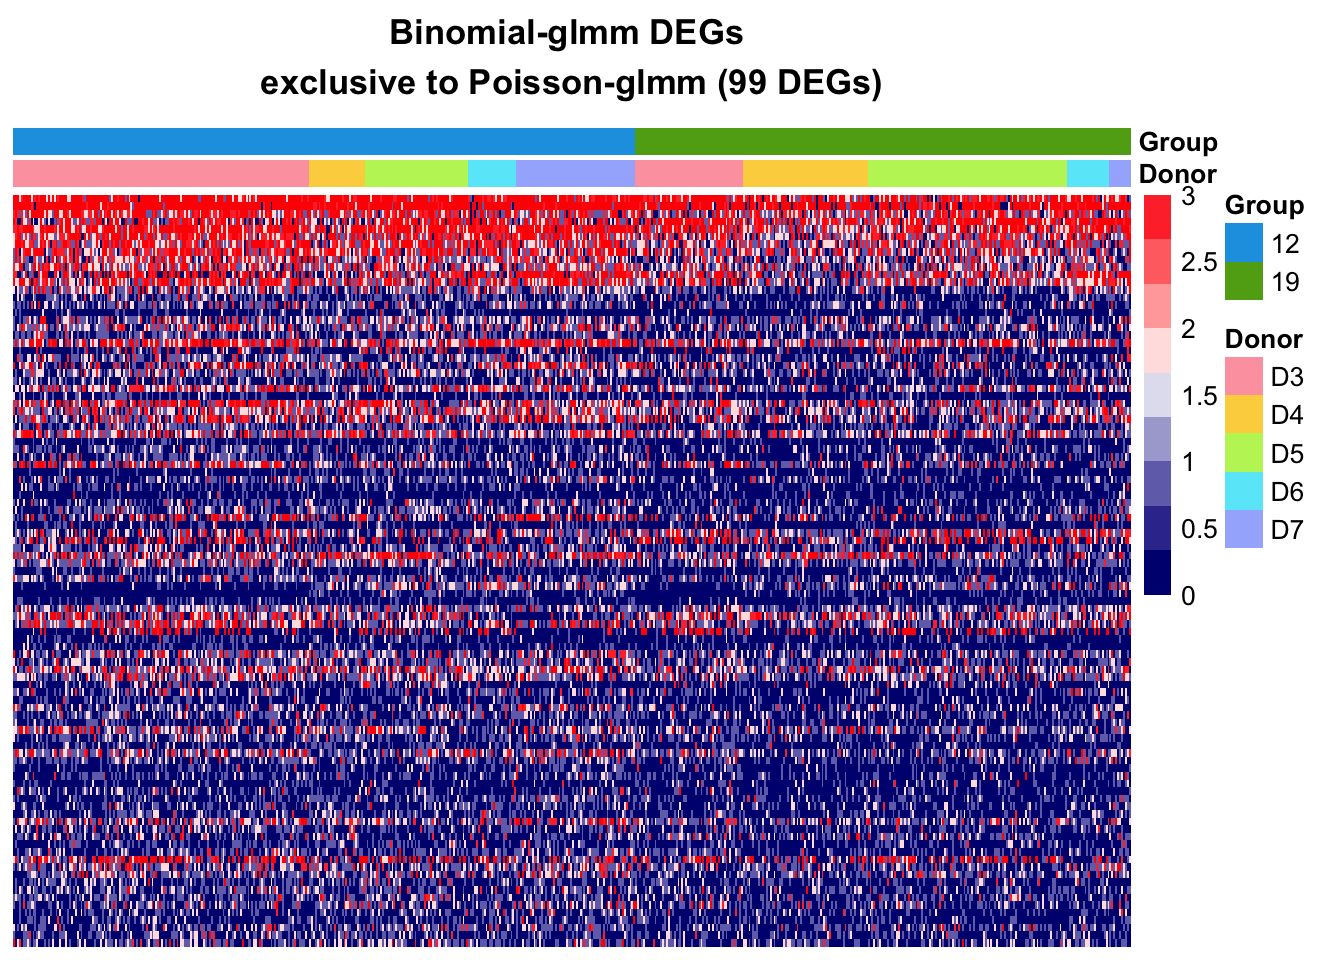 Binomial-glmm DEGs
exclusive to Poisson-glmm (99 DEGs)
Group
Donor
3
2.5
2
1.5
1
0.5
0
Group
12
19
Donor
D3
D4
D5
D6
D7